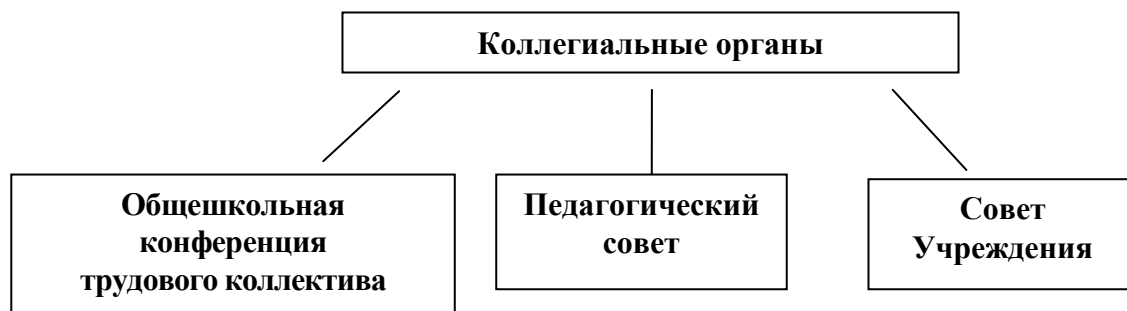 Коллегиальные органы
Общешкольная
конференция
трудового коллектива
Педагогический
совет
Совет
Учреждения